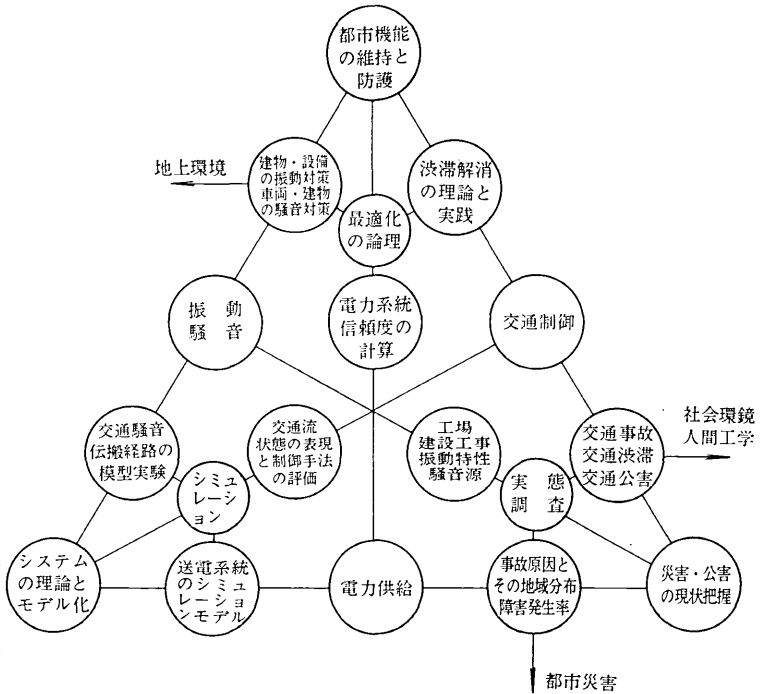 都市機能
の維持と
防護
地上環境
建物・設備
の振動対策
車両・建物
の騒音対策
渋滞解消
の理論と
実践
最適化
の論理
振動
騒音
電力系統
信頼度の
計算
交通制御
交通騒音
伝搬経路の
模型実験
交通流
状態の表現
と制御手法
の評価
工場
建設工事
振動特性
騒音源
交通事故
交通渋滞
交通公害
社会環鏡
人間工学
シミュ
レーシ
ョン
実態
調査
システム
の理論と
モデル化
送電系統
のシミュ
レーショ
ンモデル
電力供給
事故原因と
その地域分布
障害発生率
災害・公害
の現状把握
都市災害